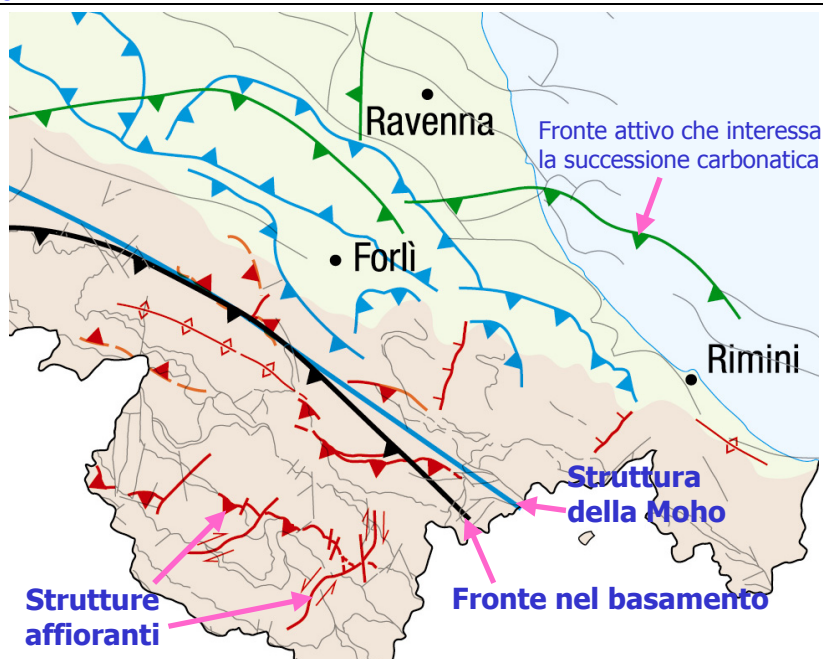 Ravenna
Fronte attivo che interessa
la successione carbonatica
Forlì
Rimini
Struttura
della Moho
Fronte nel basamento
Strutture
affioranti